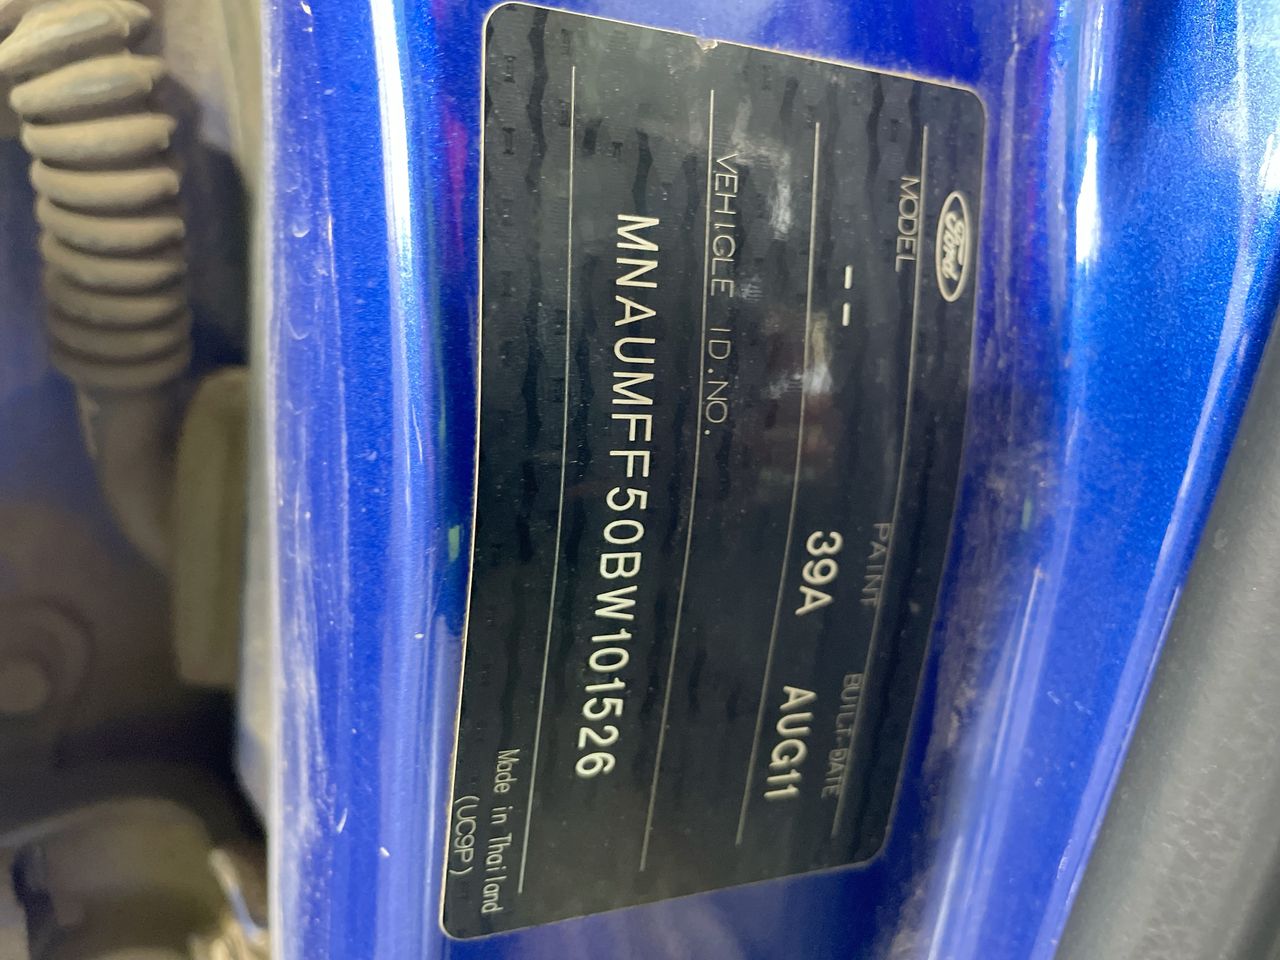 Ford
MODEL PAINT BUILT-DATE
-- 39A AUG11
VEHICLE ID.NO.
MNAUMFF50BW101526
Made in Thailand
(UC9P)